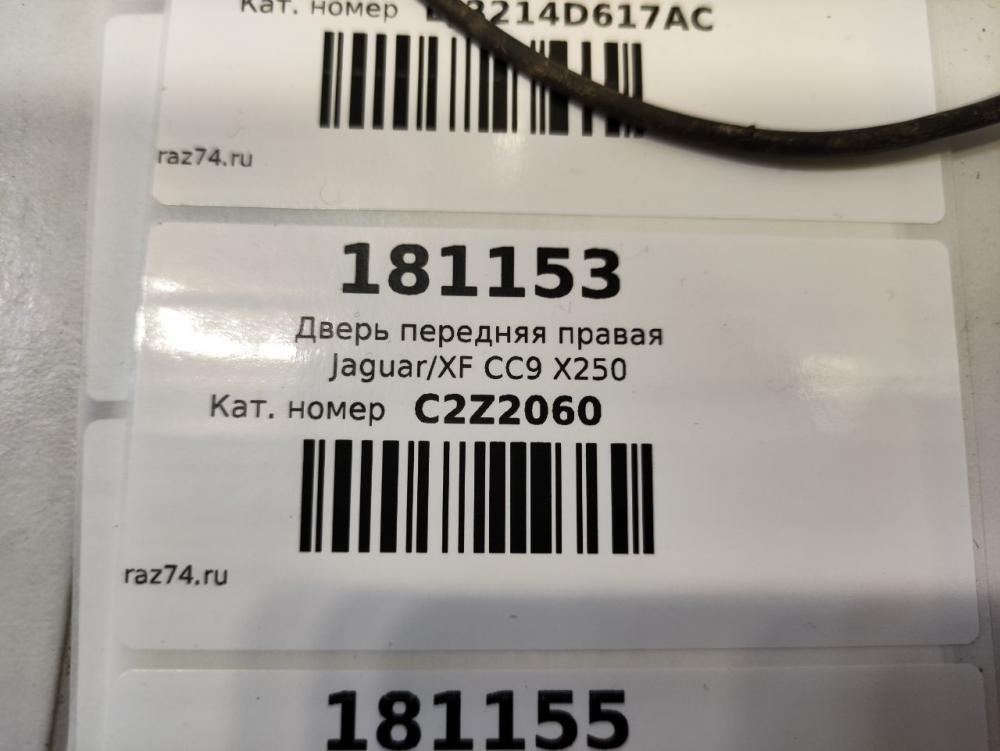 Кат. номер
raz74.ru
181153
Дверь передняя правая
Jaguar/XF CC9 X250
Кат. номер C2Z2060
raz74.ru
181155